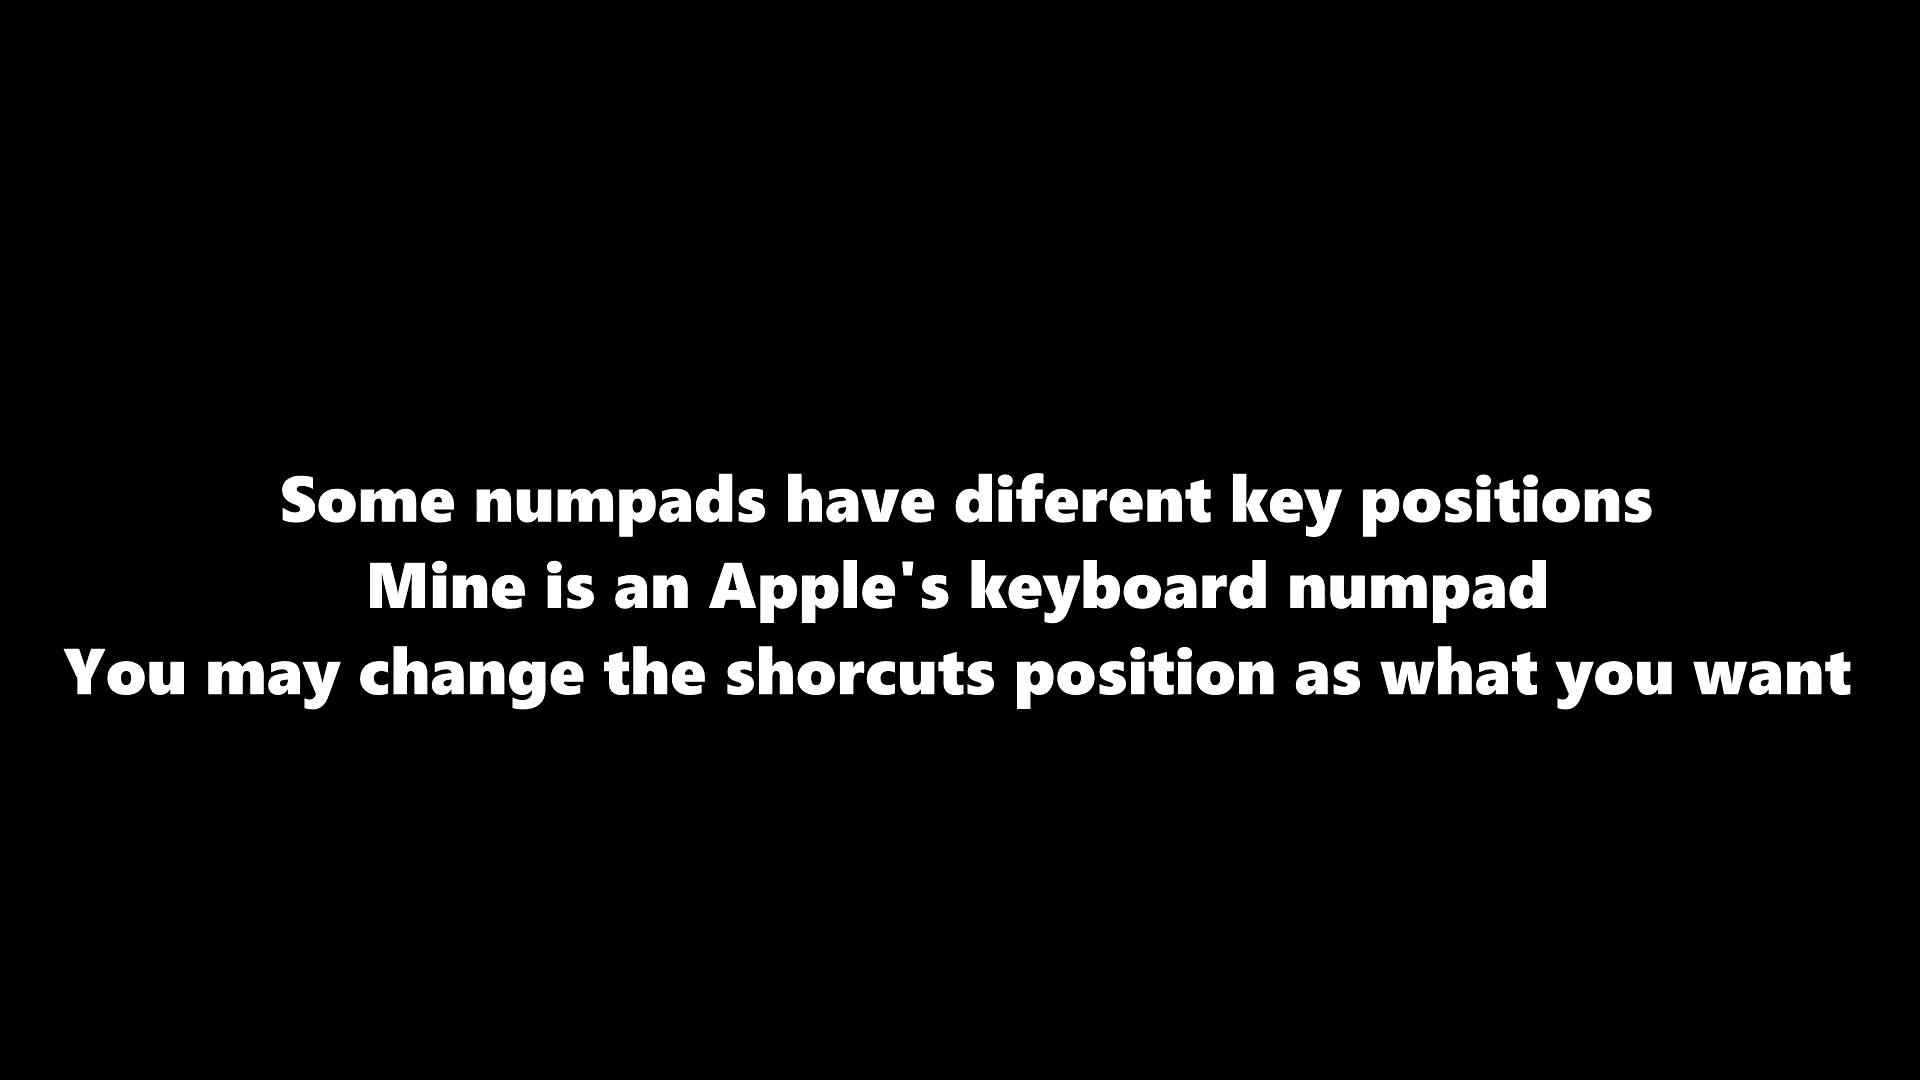 Some numpads have diferent key positions
Mine is an Apple's keyboard numpad
You may change the shorcuts position as what you want